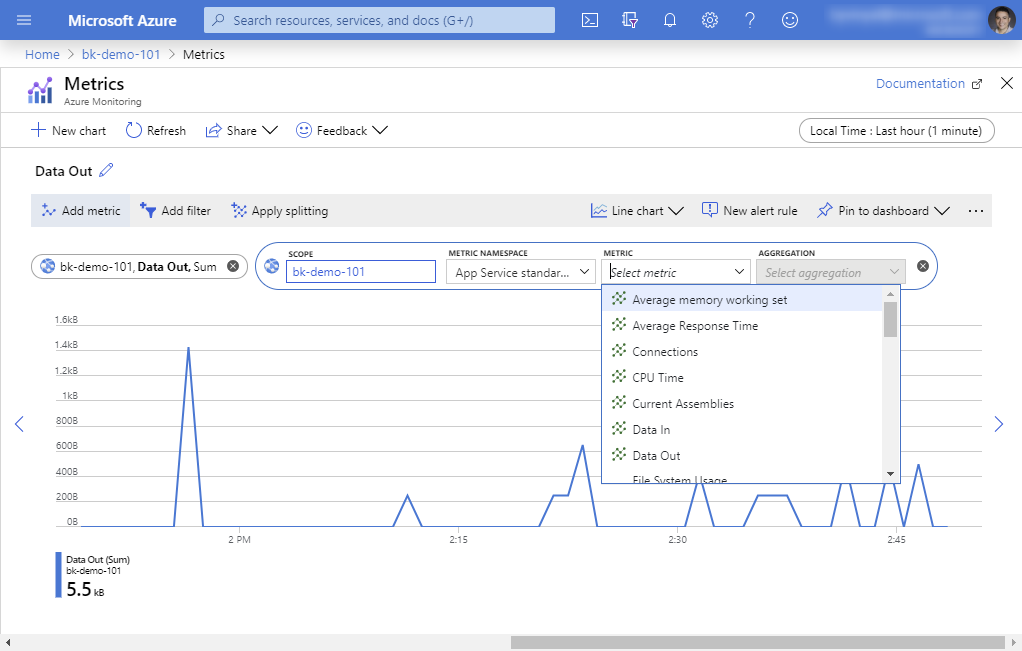 Microsoft Azure
Search resources, services, and docs (G+/)
Home > bk-demo-101 > Metrics
Metrics
Azure Monitoring
Documentation
New chart Refresh Share Feedback
Local Time : Last hour (1 minute)
Data Out
Add metric Add filter Apply splitting Line chart New alert rule Pin to dashboard ...
bk-demo-101, Data Out, Sum
SCOPE METRIC NAMESPACE METRIC AGGREGATION
bk-demo-101 App Service standar... Select metric Select aggregation
Average memory working set
Average Response Time
Connections
CPU Time
Current Assemblies
Data In
Data Out
File System Usage
1.6kB
1.4kB
1.2kB
1kB
800B
600B
400B
200B
0B
2 PM 2:15 2:30 2:45
Data Out (Sum)
bk-demo-101
5.5 kB